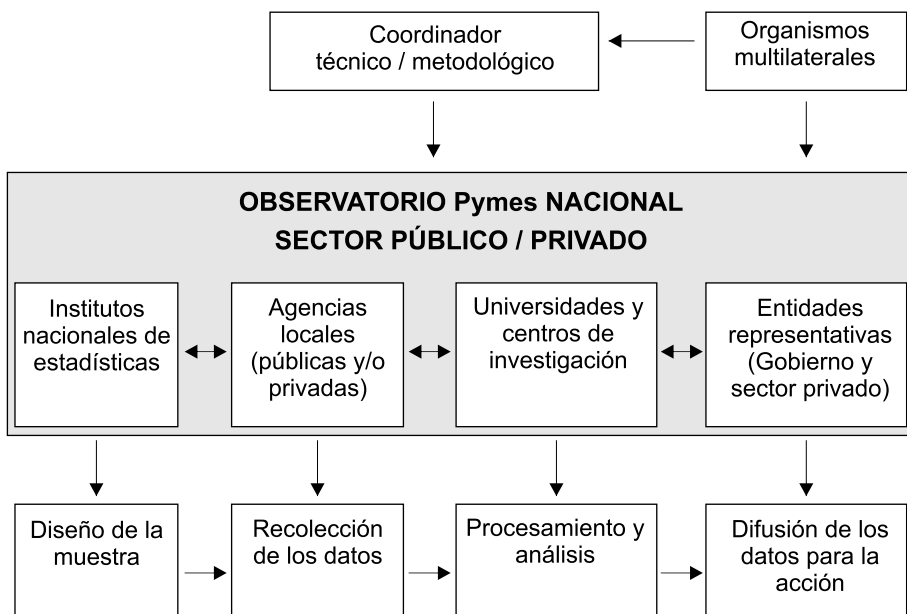 Coordinador
técnico / metodológico
Organismos
multilaterales
OBSERVATORIO Pymes NACIONAL
SECTOR PÚBLICO / PRIVADO
Institutos
nacionales de
estadísticas
Agencias
locales
(públicas y/o
privadas)
Universidades y
centros de
investigación
Entidades
representativas
(Gobierno y
sector privado)
Diseño de la
muestra
Recolección
de los datos
Procesamiento y
análisis
Difusión de los
datos para la
acción